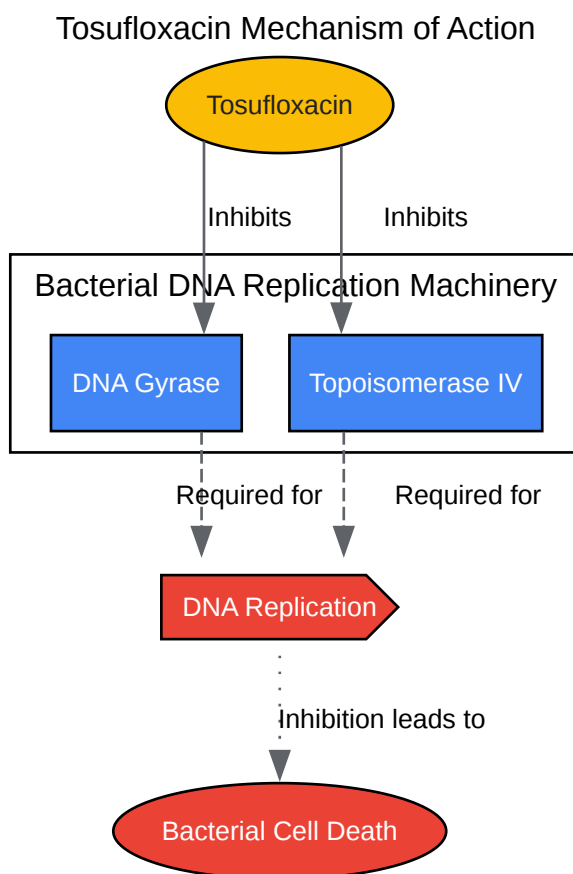 Tosufloxacin Mechanism of Action
Tosufloxacin
Inhibits
Inhibits
Bacterial DNA Replication Machinery
DNA Gyrase
Topoisomerase IV
Required for
Required for
DNA Replication
Inhibition leads to
Bacterial Cell Death